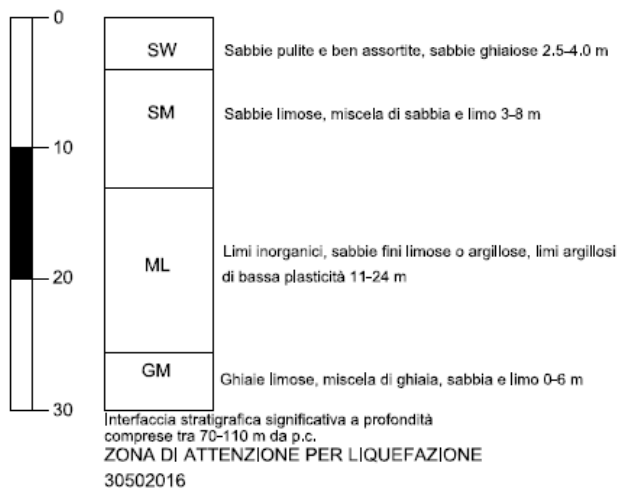 0
SW
Sabbie pulite e ben assortite, sabbie ghiaiose 2.5-4.0 m
SM
Sabbie limose, miscela di sabbia e limo 3-8 m
10
ML
Limi inorganici, sabbie fini limose o argillose, limi argillosi
di bassa plasticità 11-24 m
20
GM
Ghiaie limose, miscela di ghiaia, sabbia e limo 0-6 m
30
Interfaccia stratigrafica significativa a profondità
comprese tra 70-110 m da p.c.
ZONA DI ATTENZIONE PER LIQUEFAZIONE
30502016